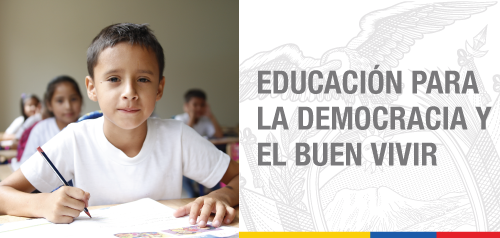 EDUCACIÓN PARA
LA DEMOCRACIA Y
EL BUEN VIVIR